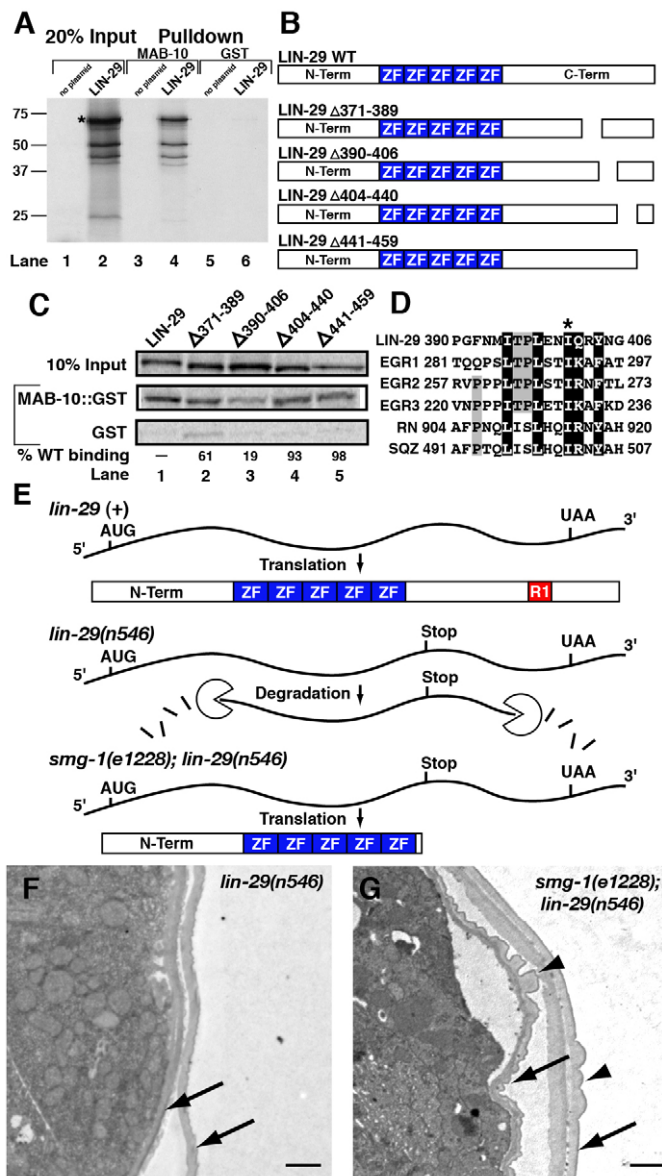 A
20% Input Pulldown
MAB-10 GST
no plasmid LIN-29 no plasmid LIN-29 no plasmid LIN-29
75
*
50
37
25
Lane 1 2 3 4 5 6
B
LIN-29 WT
N-Term ZF ZF ZF ZF ZF C-Term
LIN-29 Δ371-389
N-Term ZF ZF ZF ZF ZF
LIN-29 Δ390-406
N-Term ZF ZF ZF ZF ZF
LIN-29 Δ404-440
N-Term ZF ZF ZF ZF ZF
LIN-29 Δ441-459
N-Term ZF ZF ZF ZF ZF
C
LIN-29 Δ371-389 Δ390-406 Δ404-440 Δ441-459
10% Input
MAB-10::GST
GST
% WT binding — 61 19 93 98
Lane 1 2 3 4 5
D
*
LIN-29 390 PGFNMITPLENIQRYNG 406
EGR1 281 TQQPSLTPLSTIKAFAT 297
EGR2 257 RVPPPLTPLSTIRNFTL 273
EGR3 220 VNPPPITPLETIKAFKD 236
RN 904 AFPNQLISLHQIRNYAH 920
SQZ 491 AFPTQLISLHQIRNYAH 507
E
lin-29 (+)
5' AUG UAA 3'
Translation
N-Term ZF ZF ZF ZF ZF R1
lin-29(n546)
5' AUG Stop UAA 3'
Degradation Stop
smg-1(e1228); lin-29(n546)
5' AUG Stop UAA 3'
Translation
N-Term ZF ZF ZF ZF ZF
F
lin-29(n546)
G
smg-1(e1228);
lin-29(n546)